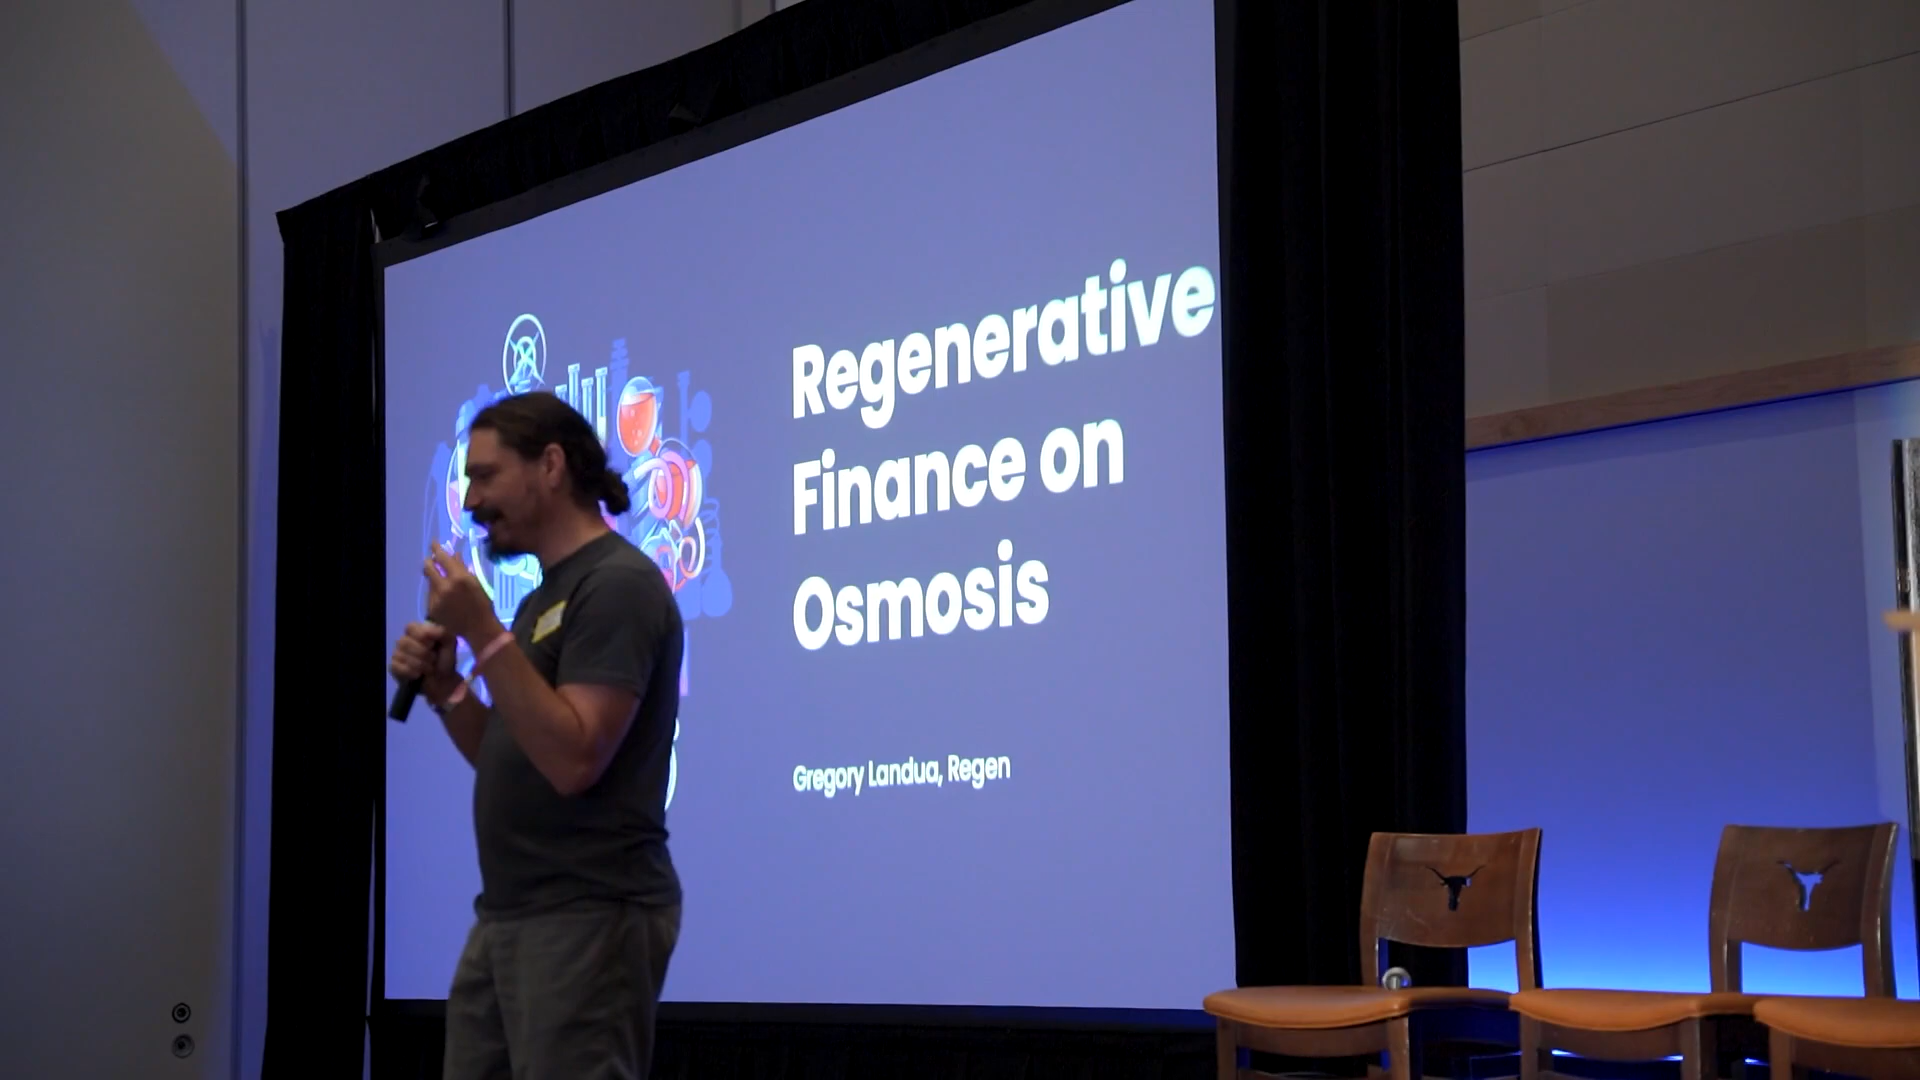 Regenerative
Finance on
Osmosis
Gregory Landua, Regen